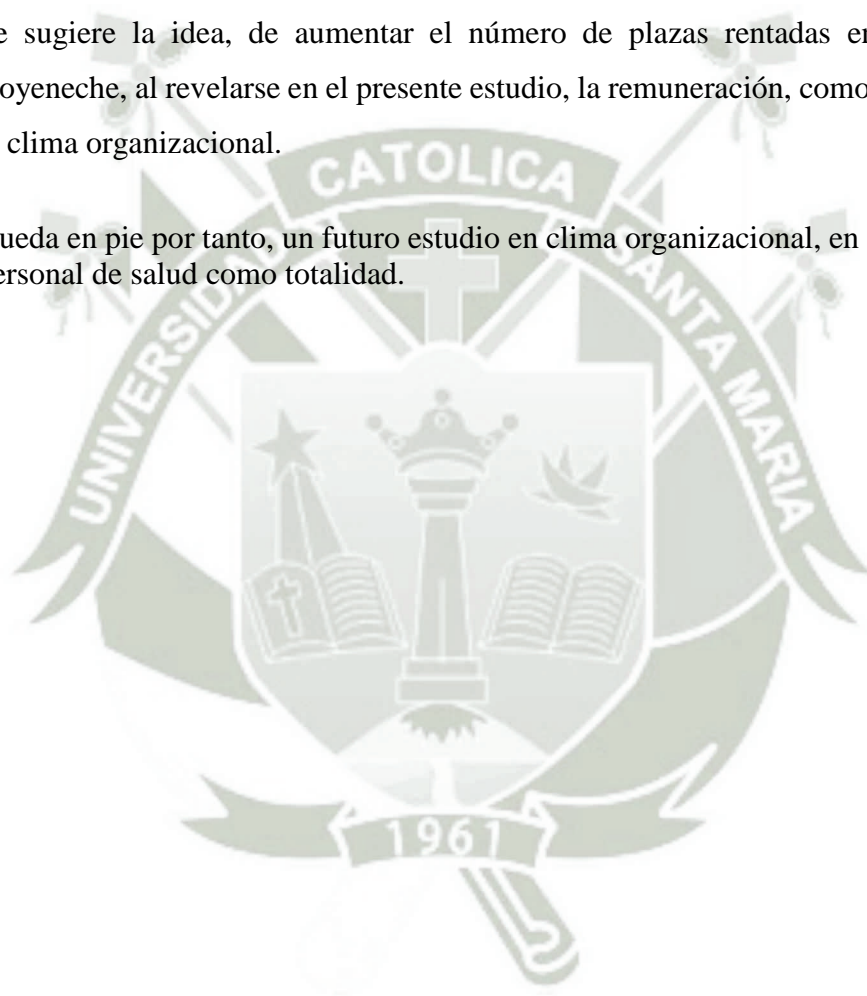 e sugiere la idea, de aumentar el número de plazas rentadas en
oyeneche, al revelarse en el presente estudio, la remuneración, como
clima organizacional.
ueda en pie por tanto, un futuro estudio en clima organizacional, en
ersonal de salud como totalidad.
UNIVERSIDAD CATOLICA SANTA MARIA
1961